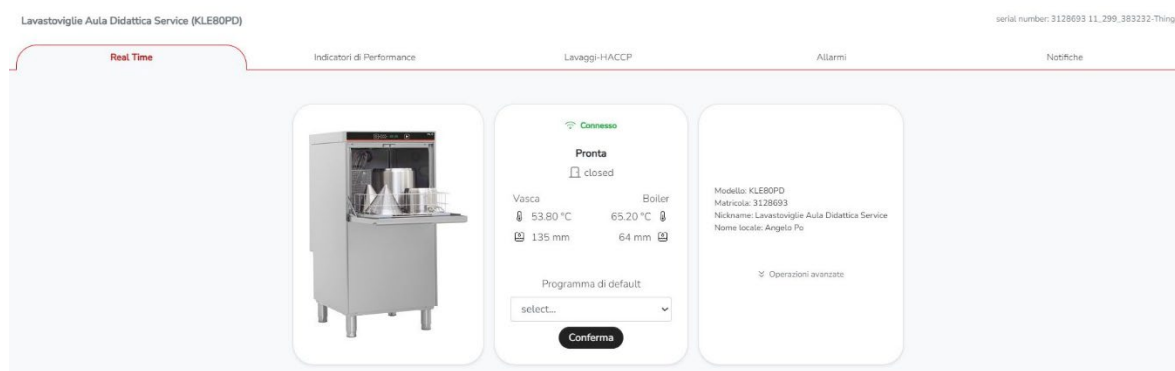 Lavastoviglie Aula Didattica Service (KLE80PD)
serial number: 3128693 11_299_383232-Thing
Real Time
Indicatori di Performance
Lavaggi-HACCP
Allarmi
Notifiche
Connesso
Pronta
closed
Vasca Boiler
53.80 °C 65.20 °C
135 mm 64 mm
Programma di default
select...
Conferma
Modello: KLE80PD
Matricola: 3128693
Nickname: Lavastoviglie Aula Didattica Service
Nome locale: Angelo Po
Operazioni avanzate